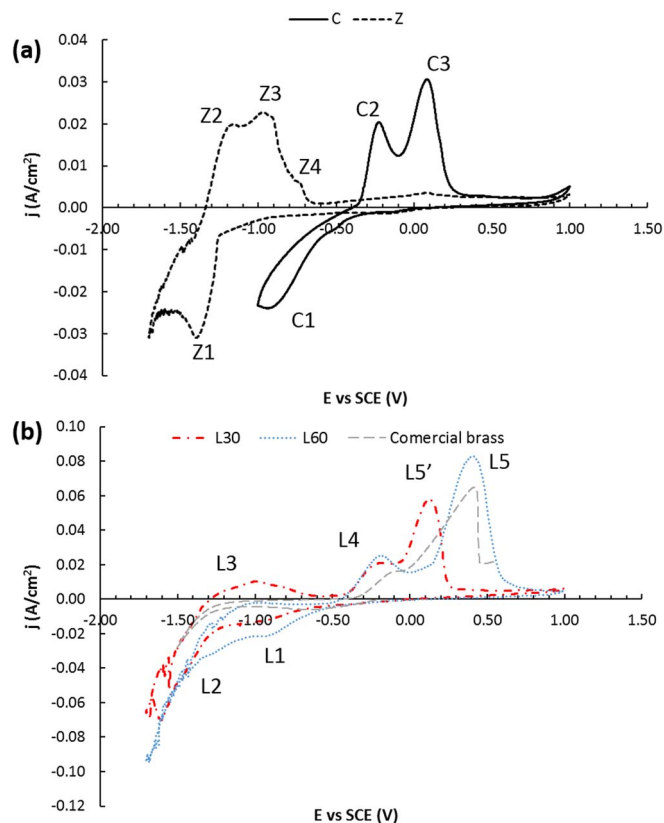 (a)
C Z
j (A/cm²)
0.04
0.03
0.02
0.01
0.00
-0.01
-0.02
-0.03
-0.04
-2.00 -1.50 -1.00 -0.50 0.00 0.50 1.00 1.50
Z2 Z3 Z4 C2 C3
Z1 C1
E vs SCE (V)
(b)
L30 L60 Comercial brass
j (A/cm²)
0.10
0.08
0.06
0.04
0.02
0.00
-0.02
-0.04
-0.06
-0.08
-0.10
-0.12
-2.00 -1.50 -1.00 -0.50 0.00 0.50 1.00 1.50
L3 L4 L5' L5
L2 L1
E vs SCE (V)